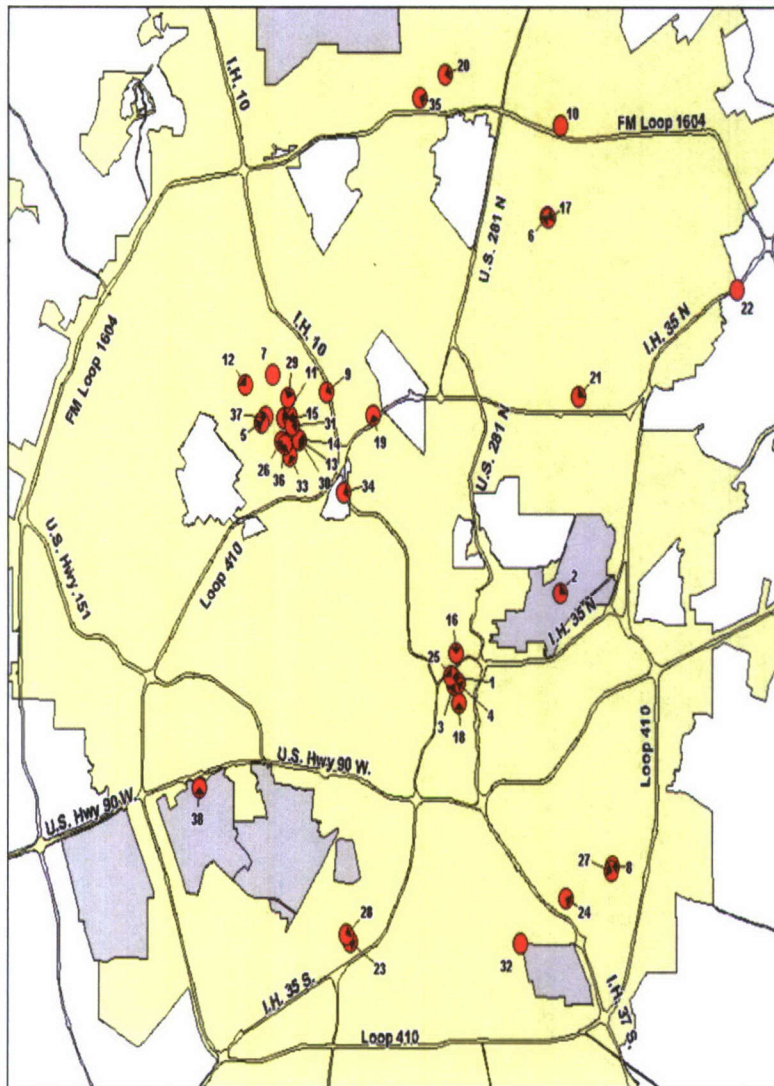 20
I.H. 10
35
10
FM Loop 1604
17
6
U.S. 281 N
22
I.H. 35 N
I.H. 10
FM Loop 1604
7
12
29
11
9
21
37
15
31
19
5
14
U.S. 281 N
26
13
36
33
30
34
U.S. Hwy.151
Loop 410
2
16
I.H. 35 N
25
1
3
4
18
Loop 410
U.S. Hwy 90 W.
U.S. Hwy 90 W.
38
27
8
24
28
23
32
I.H. 35 S.
I.H. 37 S.
Loop 410